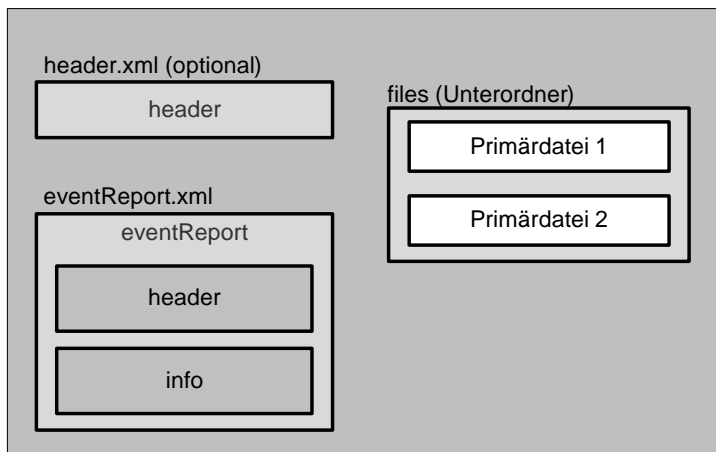 header.xml (optional)
header
eventReport.xml
eventReport
header
info
files (Unterordner)
Primärdatei 1
Primärdatei 2